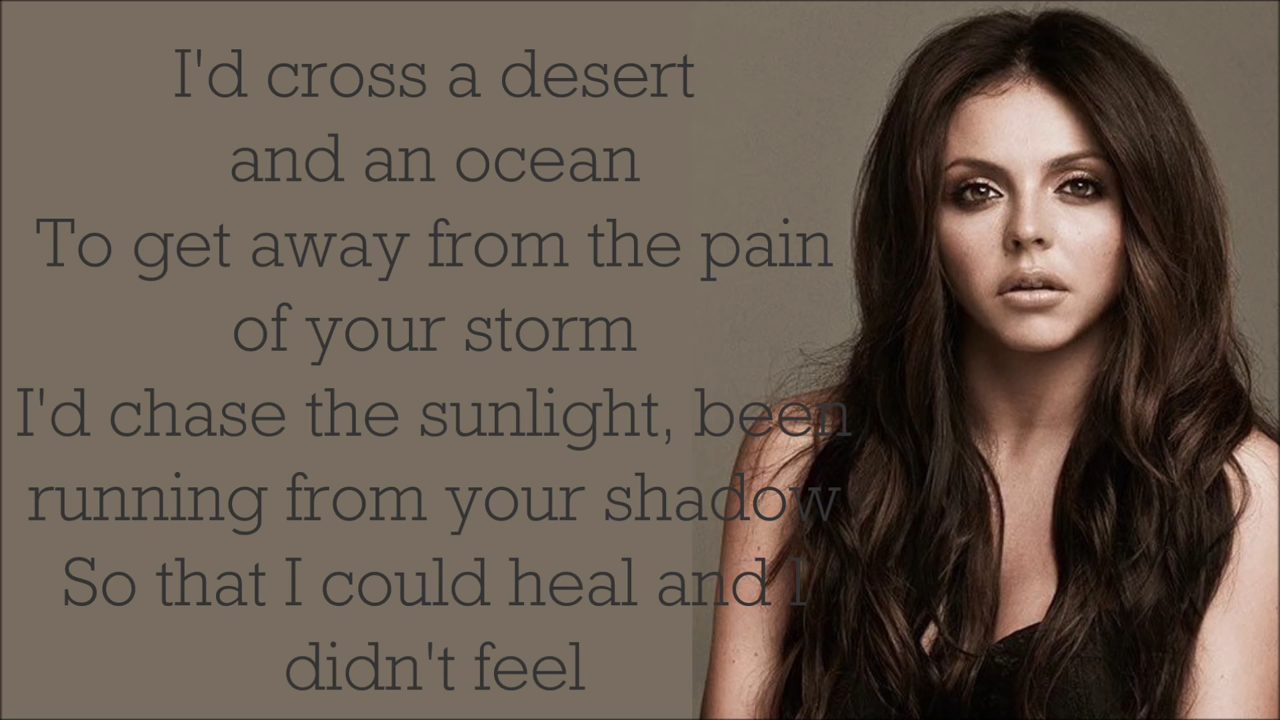 I'd cross a desert
and an ocean
To get away from the pain
of your storm
I'd chase the sunlight, been
running from your shadow
So that I could heal and I
didn't feel